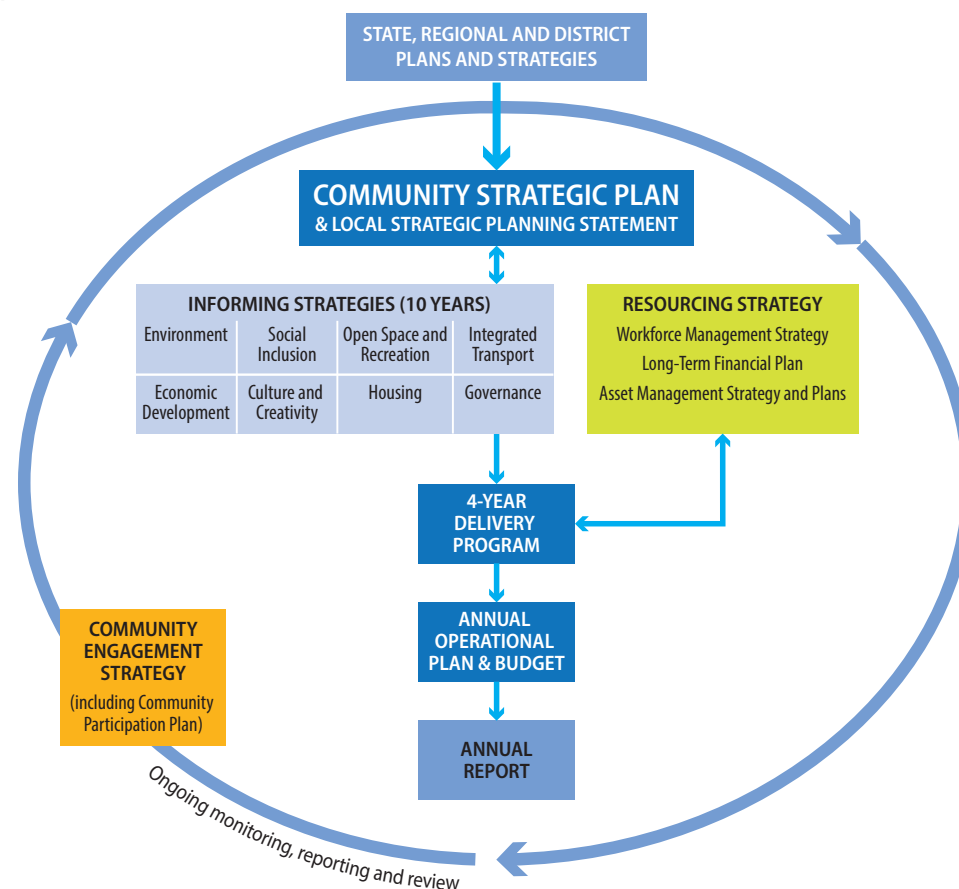 STATE, REGIONAL AND DISTRICT
PLANS AND STRATEGIES
COMMUNITY STRATEGIC PLAN
& LOCAL STRATEGIC PLANNING STATEMENT
INFORMING STRATEGIES (10 YEARS)
Environment
Social
Inclusion
Open Space and
Recreation
Integrated
Transport
Economic
Development
Culture and
Creativity
Housing
Governance
RESOURCING STRATEGY
Workforce Management Strategy
Long-Term Financial Plan
Asset Management Strategy and Plans
4-YEAR
DELIVERY
PROGRAM
ANNUAL
OPERATIONAL
PLAN & BUDGET
COMMUNITY
ENGAGEMENT
STRATEGY
(including Community
Participation Plan)
ANNUAL
REPORT
Ongoing monitoring, reporting and review